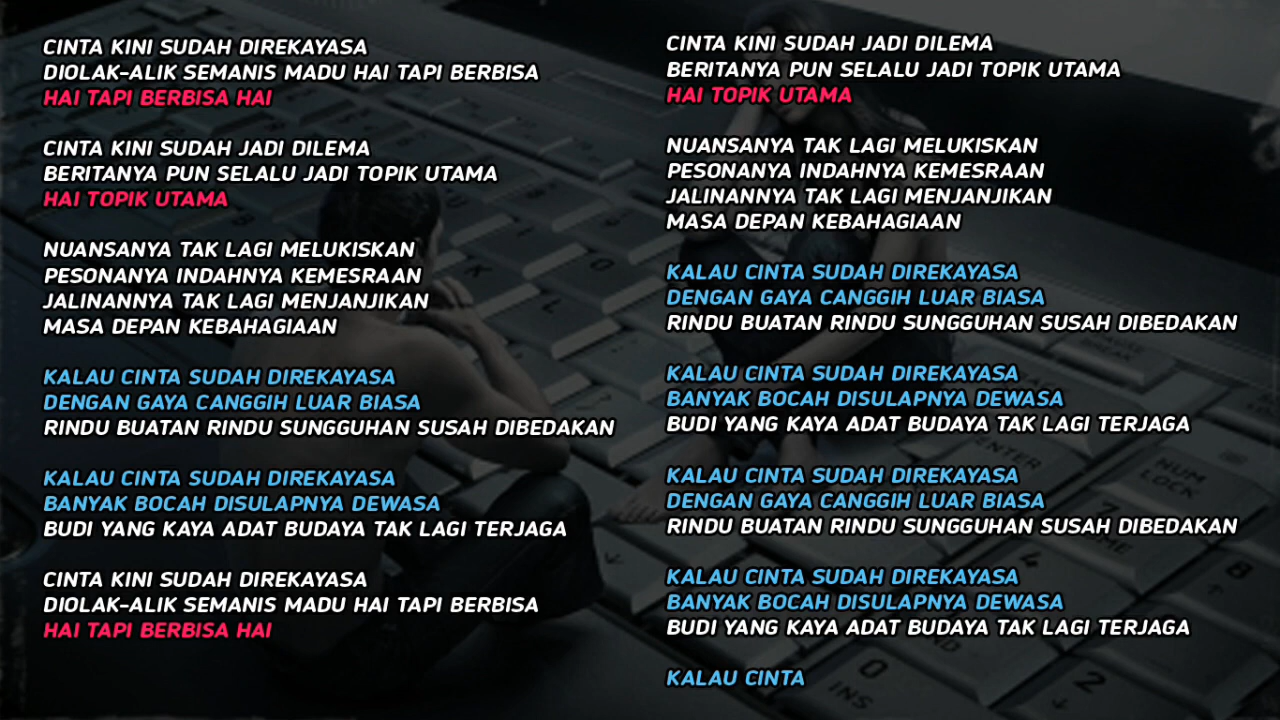 CINTA KINI SUDAH DIREKAYASA
DIOLAK-ALIK SEMANIS MADU HAI TAPI BERBISA
HAI TAPI BERBISA HAI
CINTA KINI SUDAH JADI DILEMA
BERITANYA PUN SELALU JADI TOPIK UTAMA
HAI TOPIK UTAMA
NUANSANYA TAK LAGI MELUKISKAN
PESONANYA INDAHNYA KEMESRAAN
JALINANNYA TAK LAGI MENJANJIKAN
MASA DEPAN KEBAHAGIAAN
KALAU CINTA SUDAH DIREKAYASA
DENGAN GAYA CANGGIH LUAR BIASA
RINDU BUATAN RINDU SUNGGUHAN SUSAH DIBEDAKAN
KALAU CINTA SUDAH DIREKAYASA
BANYAK BOCAH DISULAPNYA DEWASA
BUDI YANG KAYA ADAT BUDAYA TAK LAGI TERJAGA
CINTA KINI SUDAH DIREKAYASA
DIOLAK-ALIK SEMANIS MADU HAI TAPI BERBISA
HAI TAPI BERBISA HAI
CINTA KINI SUDAH JADI DILEMA
BERITANYA PUN SELALU JADI TOPIK UTAMA
HAI TOPIK UTAMA
NUANSANYA TAK LAGI MELUKISKAN
PESONANYA INDAHNYA KEMESRAAN
JALINANNYA TAK LAGI MENJANJIKAN
MASA DEPAN KEBAHAGIAAN
KALAU CINTA SUDAH DIREKAYASA
DENGAN GAYA CANGGIH LUAR BIASA
RINDU BUATAN RINDU SUNGGUHAN SUSAH DIBEDAKAN
KALAU CINTA SUDAH DIREKAYASA
BANYAK BOCAH DISULAPNYA DEWASA
BUDI YANG KAYA ADAT BUDAYA TAK LAGI TERJAGA
KALAU CINTA SUDAH DIREKAYASA
DENGAN GAYA CANGGIH LUAR BIASA
RINDU BUATAN RINDU SUNGGUHAN SUSAH DIBEDAKAN
KALAU CINTA SUDAH DIREKAYASA
BANYAK BOCAH DISULAPNYA DEWASA
BUDI YANG KAYA ADAT BUDAYA TAK LAGI TERJAGA
KALAU CINTA
ENTER
NUM
LOCK
7
4
8
0
INS
2